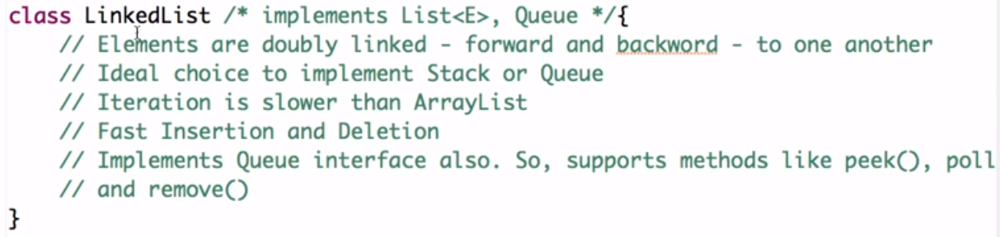 class LinkedList /* implements List<E>, Queue */{
// Elements are doubly linked - forward and backword - to one another
// Ideal choice to implement Stack or Queue
// Iteration is slower than ArrayList
// Fast Insertion and Deletion
// Implements Queue interface also. So, supports methods like peek(), poll
// and remove()
}